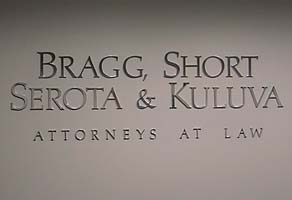 BRAGG, SHORT
SEROTA & KULUVA
ATTORNEYS AT LAW